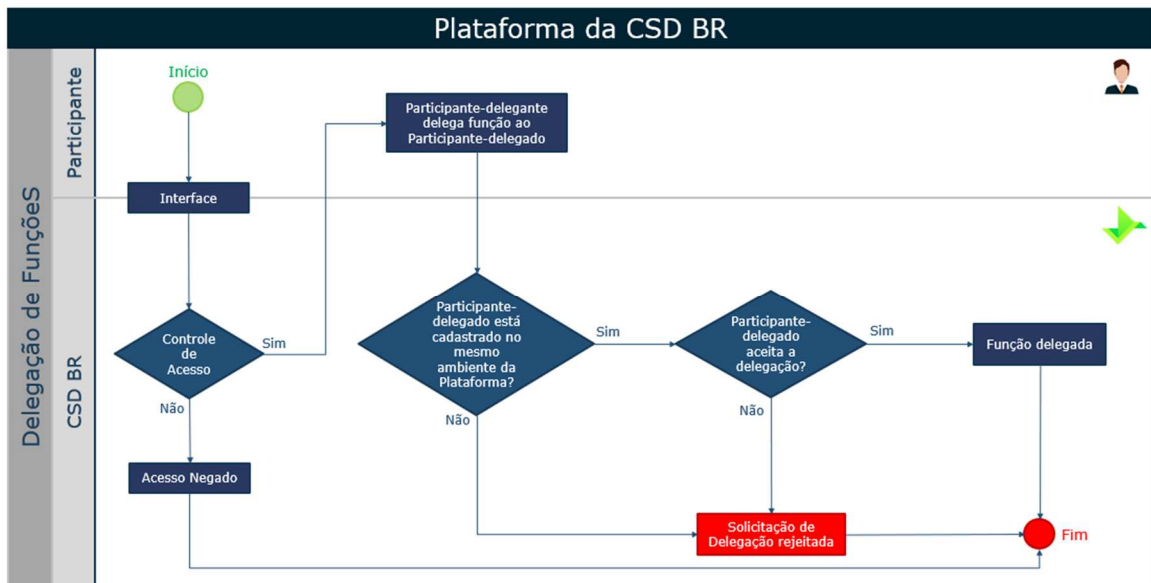 Plataforma da CSD BR
Delegação de FunçõeS
Participante
CSD BR
Início
Interface
Participante-delegante
delega função ao
Participante-delegado
Controle
de
Acesso
Sim
Não
Acesso Negado
Participante-
delegado está
cadastrado no
mesmo
ambiente da
Plataforma?
Sim
Não
Participante-
delegado
aceita a
delegação?
Sim
Não
Função delegada
Solicitação de
Delegação rejeitada
Fim